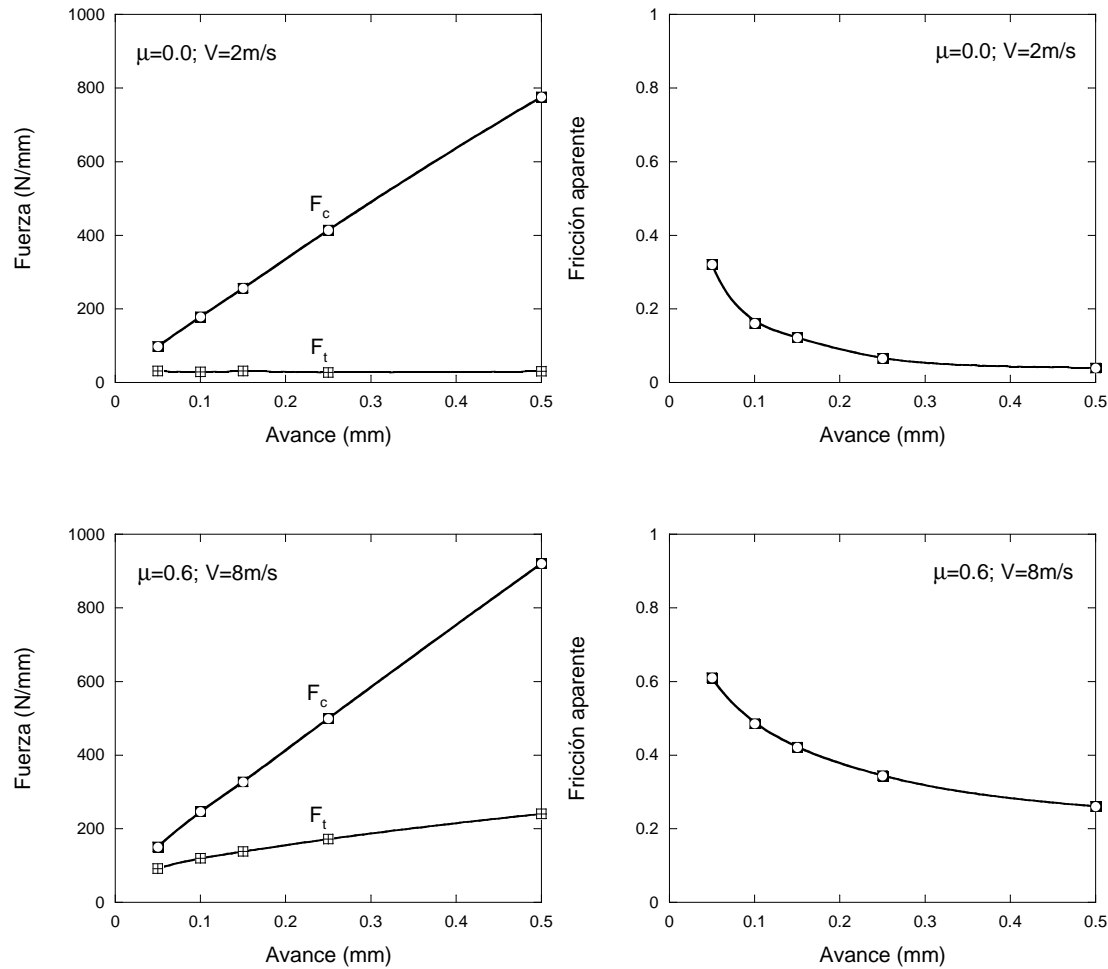 1000
800
600
400
200
0
Fuerza (N/mm)
μ=0.0; V=2m/s
F_c
F_t
0 0.1 0.2 0.3 0.4 0.5
Avance (mm)
1
0.8
0.6
0.4
0.2
0
Fricción aparente
μ=0.0; V=2m/s
0 0.1 0.2 0.3 0.4 0.5
Avance (mm)
1000
800
600
400
200
0
Fuerza (N/mm)
μ=0.6; V=8m/s
F_c
F_t
0 0.1 0.2 0.3 0.4 0.5
Avance (mm)
1
0.8
0.6
0.4
0.2
0
Fricción aparente
μ=0.6; V=8m/s
0 0.1 0.2 0.3 0.4 0.5
Avance (mm)